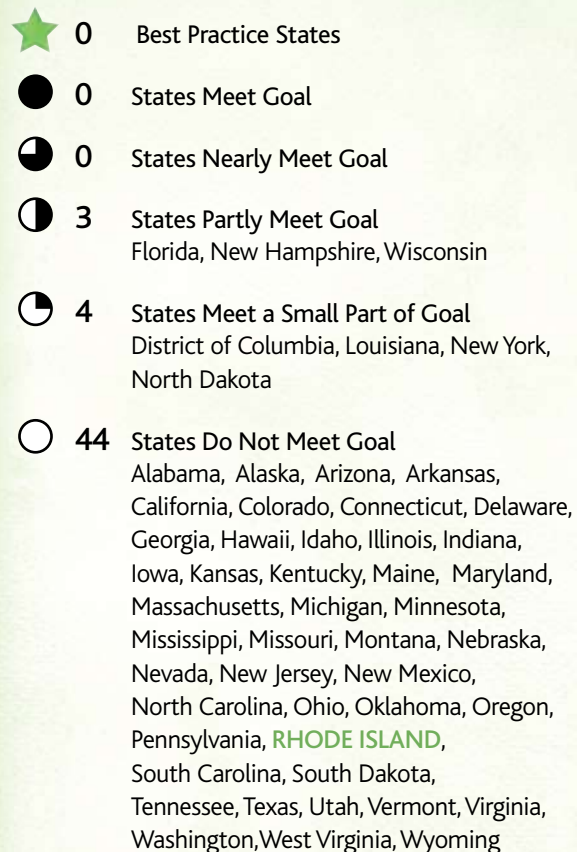 0 Best Practice States
0 States Meet Goal
0 States Nearly Meet Goal
3 States Partly Meet Goal
Florida, New Hampshire, Wisconsin
4 States Meet a Small Part of Goal
District of Columbia, Louisiana, New York,
North Dakota
44 States Do Not Meet Goal
Alabama, Alaska, Arizona, Arkansas,
California, Colorado, Connecticut, Delaware,
Georgia, Hawaii, Idaho, Illinois, Indiana,
Iowa, Kansas, Kentucky, Maine, Maryland,
Massachusetts, Michigan, Minnesota,
Mississippi, Missouri, Montana, Nebraska,
Nevada, New Jersey, New Mexico,
North Carolina, Ohio, Oklahoma, Oregon,
Pennsylvania, RHODE ISLAND,
South Carolina, South Dakota,
Tennessee, Texas, Utah, Vermont, Virginia,
Washington,West Virginia, Wyoming